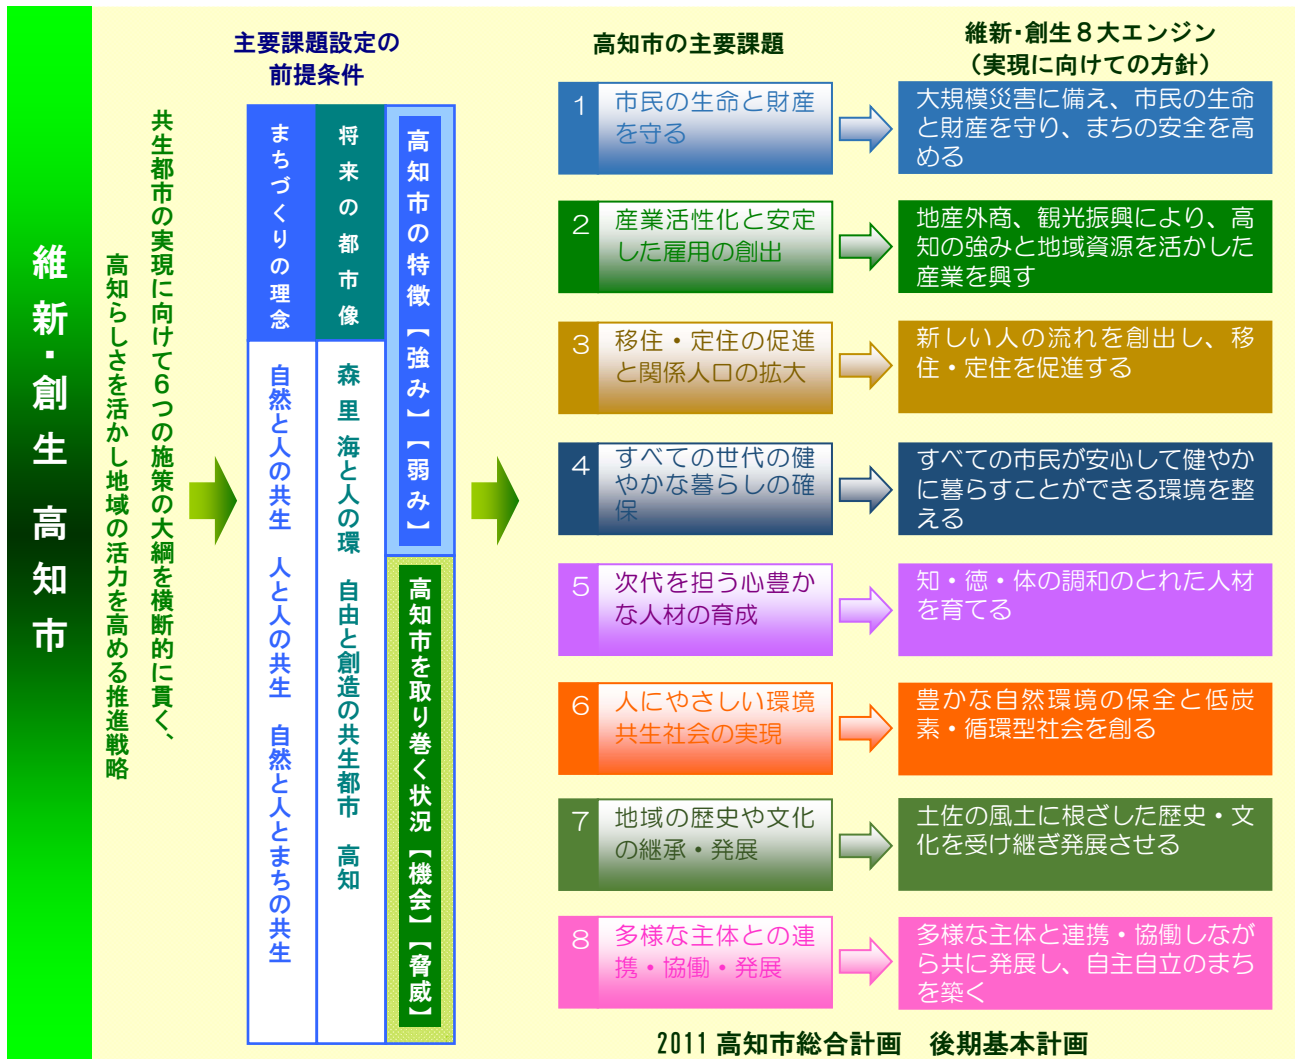 維新・創生 高知市
共生都市の実現に向けて６つの施策の大綱を横断的に貫く、
高知らしさを活かし地域の活力を高める推進戦略
主要課題設定の
前提条件
まちづくりの理念
自然と人の共生　人と人の共生　自然と人とまちの共生
将来の都市像
森 里 海と人の環　自由と創造の共生都市　高知
高知市の特徴【強み】【弱み】
高知市を取り巻く状況【機会】【脅威】
高知市の主要課題
維新・創生８大エンジン
（実現に向けての方針）
1
市民の生命と財産
を守る
大規模災害に備え、市民の生命
と財産を守り、まちの安全を高
める
2
産業活性化と安定
した雇用の創出
地産外商、観光振興により、高
知の強みと地域資源を活かした
産業を興す
3
移住・定住の促進
と関係人口の拡大
新しい人の流れを創出し、移
住・定住を促進する
4
すべての世代の健
やかな暮らしの確
保
すべての市民が安心して健やか
に暮らすことができる環境を整
える
5
次代を担う心豊か
な人材の育成
知・徳・体の調和のとれた人材
を育てる
6
人にやさしい環境
共生社会の実現
豊かな自然環境の保全と低炭
素・循環型社会を創る
7
地域の歴史や文化
の継承・発展
土佐の風土に根ざした歴史・文
化を受け継ぎ発展させる
8
多様な主体との連
携・協働・発展
多様な主体と連携・協働しなが
ら共に発展し、自主自立のまち
を築く
2011 高知市総合計画　後期基本計画